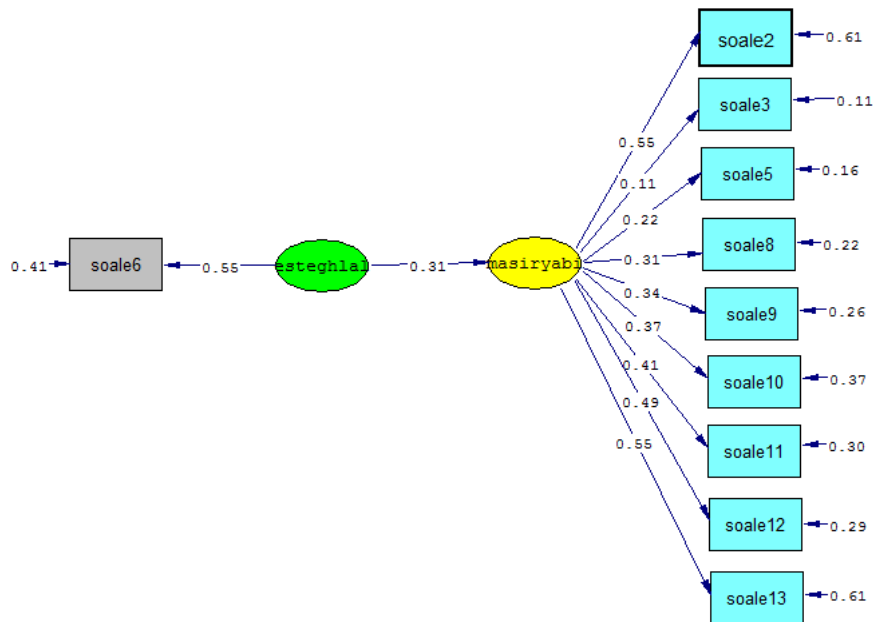 soale2
0.61
soale3
0.11
0.55
0.11
soale5
0.16
0.22
soale8
0.22
0.41
soale6
0.55
esteghlal
0.31
masiryabi
0.31
0.34
soale9
0.26
0.37
0.41
soale10
0.37
0.49
0.55
soale11
0.30
soale12
0.29
soale13
0.61